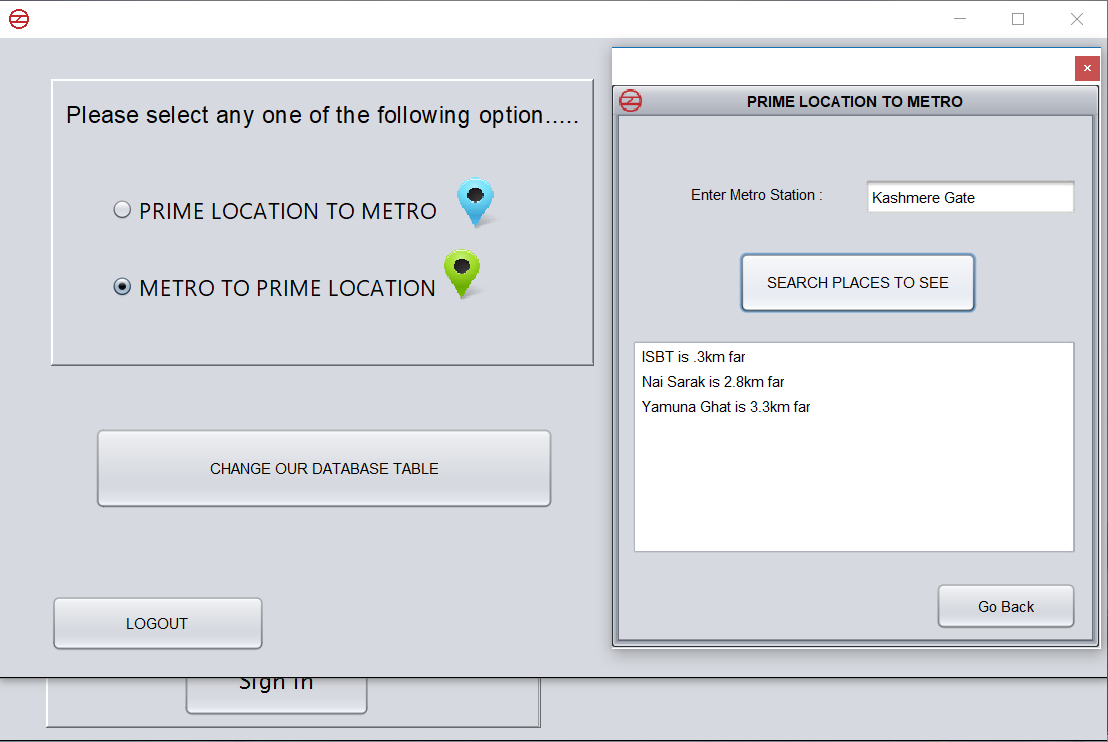 Please select any one of the following option.....
PRIME LOCATION TO METRO
METRO TO PRIME LOCATION
CHANGE OUR DATABASE TABLE
LOGOUT
Sign In
PRIME LOCATION TO METRO
Enter Metro Station :
Kashmere Gate
SEARCH PLACES TO SEE
ISBT is .3km far
Nai Sarak is 2.8km far
Yamuna Ghat is 3.3km far
Go Back